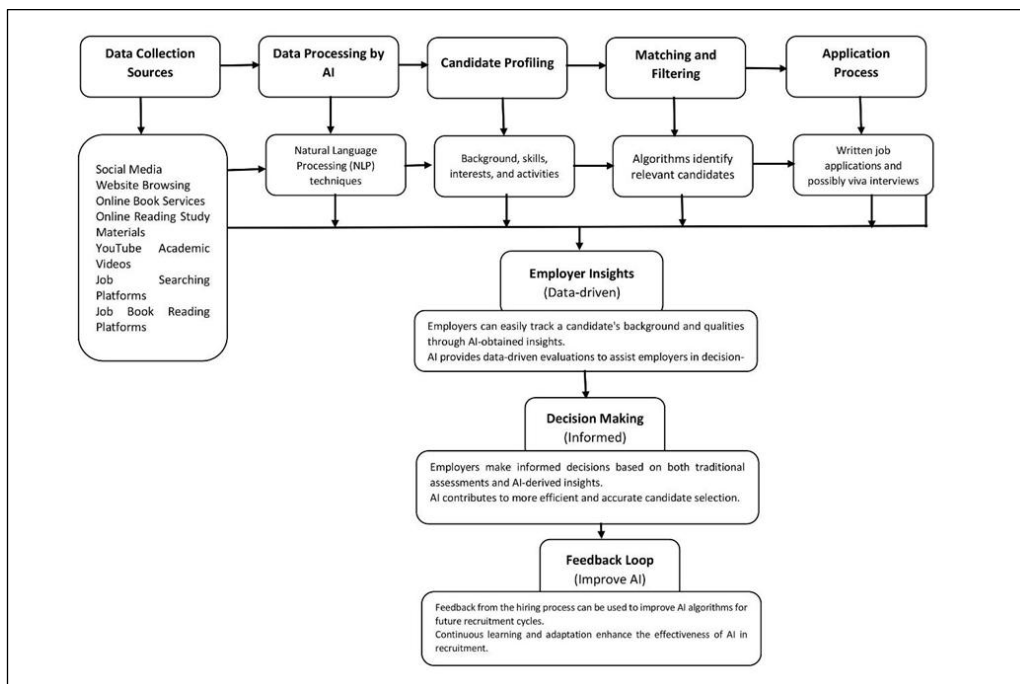 Data Collection
Sources
Data Processing by
AI
Candidate Profiling
Matching and
Filtering
Application
Process
Social Media
Website Browsing
Online Book Services
Online Reading Study
Materials
YouTube Academic
Videos
Job Searching
Platforms
Job Book Reading
Platforms
Natural Language
Processing (NLP)
techniques
Background, skills,
interests, and activities
Algorithms identify
relevant candidates
Written job
applications and
possibly viva interviews
Employer Insights
(Data-driven)
Employers can easily track a candidate's background and qualities
through AI-obtained insights.
AI provides data-driven evaluations to assist employers in decision-
Decision Making
(Informed)
Employers make informed decisions based on both traditional
assessments and AI-derived insights.
AI contributes to more efficient and accurate candidate selection.
Feedback Loop
(Improve AI)
Feedback from the hiring process can be used to improve AI algorithms for
future recruitment cycles.
Continuous learning and adaptation enhance the effectiveness of AI in
recruitment.